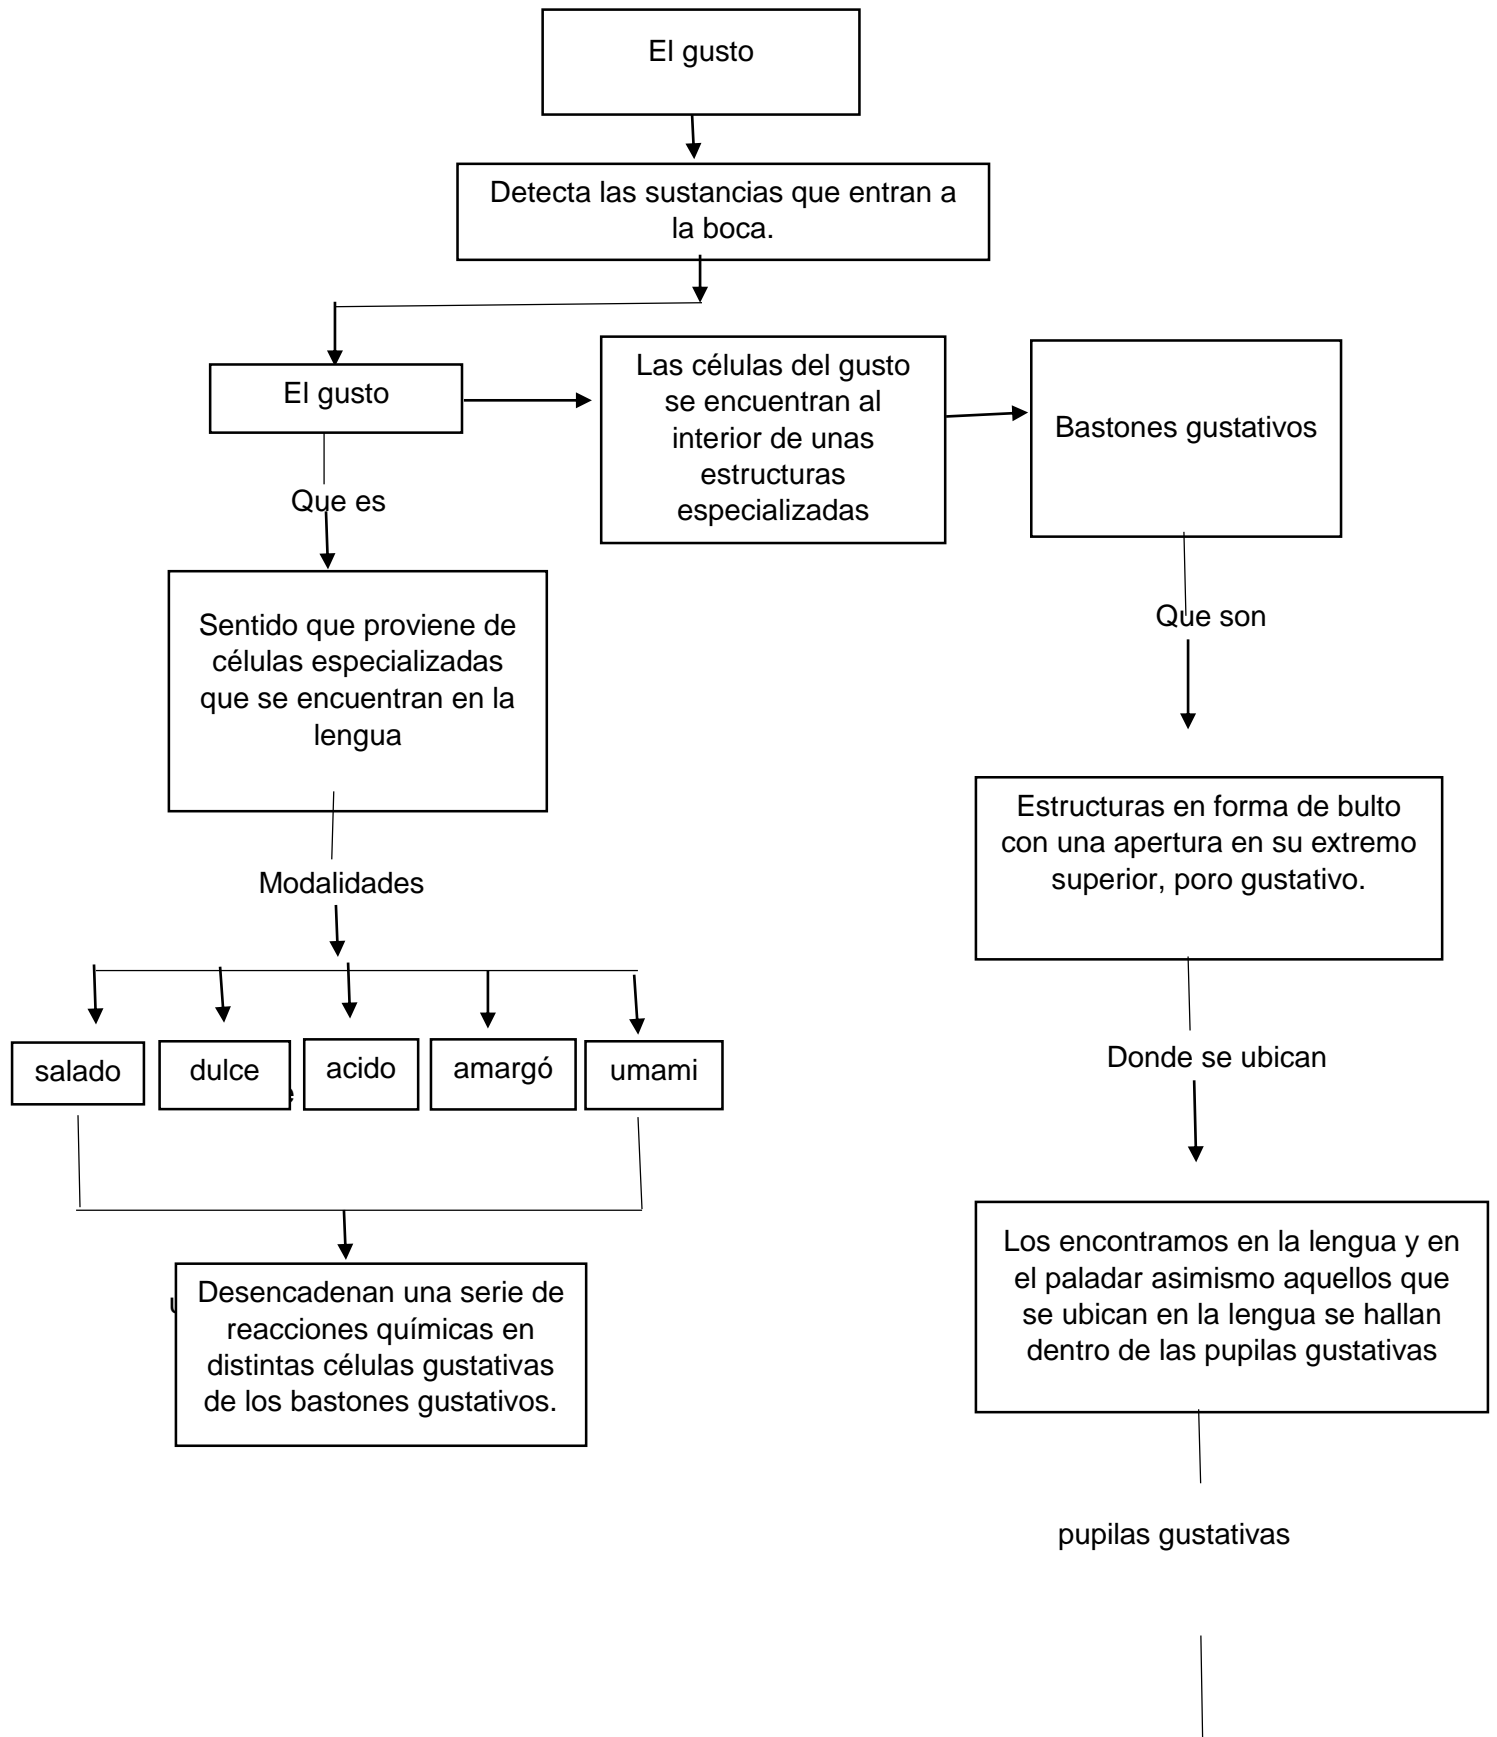 El gusto
Detecta las sustancias que entran a
la boca.
El gusto
Las células del gusto
se encuentran al
interior de unas
estructuras
especializadas
Bastones gustativos
Que es
Que son
Sentido que proviene de
células especializadas
que se encuentran en la
lengua
Estructuras en forma de bulto
con una apertura en su extremo
superior, poro gustativo.
Modalidades
Donde se ubican
salado
dulce
acido
amargó
umami
Desencadenan una serie de
reacciones químicas en
distintas células gustativas
de los bastones gustativos.
Los encontramos en la lengua y en
el paladar asimismo aquellos que
se ubican en la lengua se hallan
dentro de las pupilas gustativas
pupilas gustativas